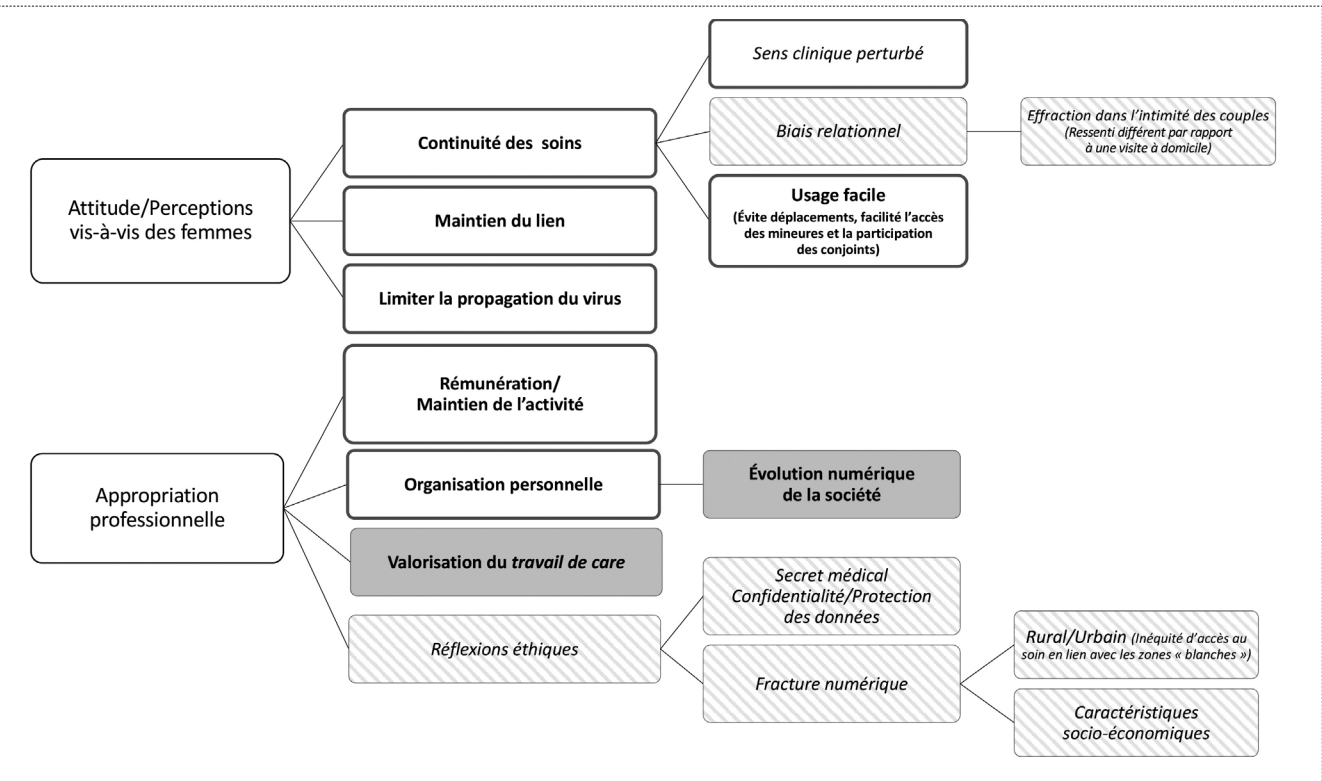 Attitude/Perceptions
vis-à-vis des femmes
Continuité des soins
Sens clinique perturbé
Biais relationnel
Effraction dans l’intimité des couples
(Ressenti différent par rapport
à une visite à domicile)
Usage facile
(Évite déplacements, facilité l’accès
des mineures et la participation
des conjoints)
Maintien du lien
Limiter la propagation du virus
Appropriation
professionnelle
Rémunération/
Maintien de l’activité
Organisation personnelle
Évolution numérique
de la société
Valorisation du travail de care
Réflexions éthiques
Secret médical
Confidentialité/Protection
des données
Fracture numérique
Rural/Urbain (Inéquité d’accès au
soin en lien avec les zones « blanches »)
Caractéristiques
socio-économiques